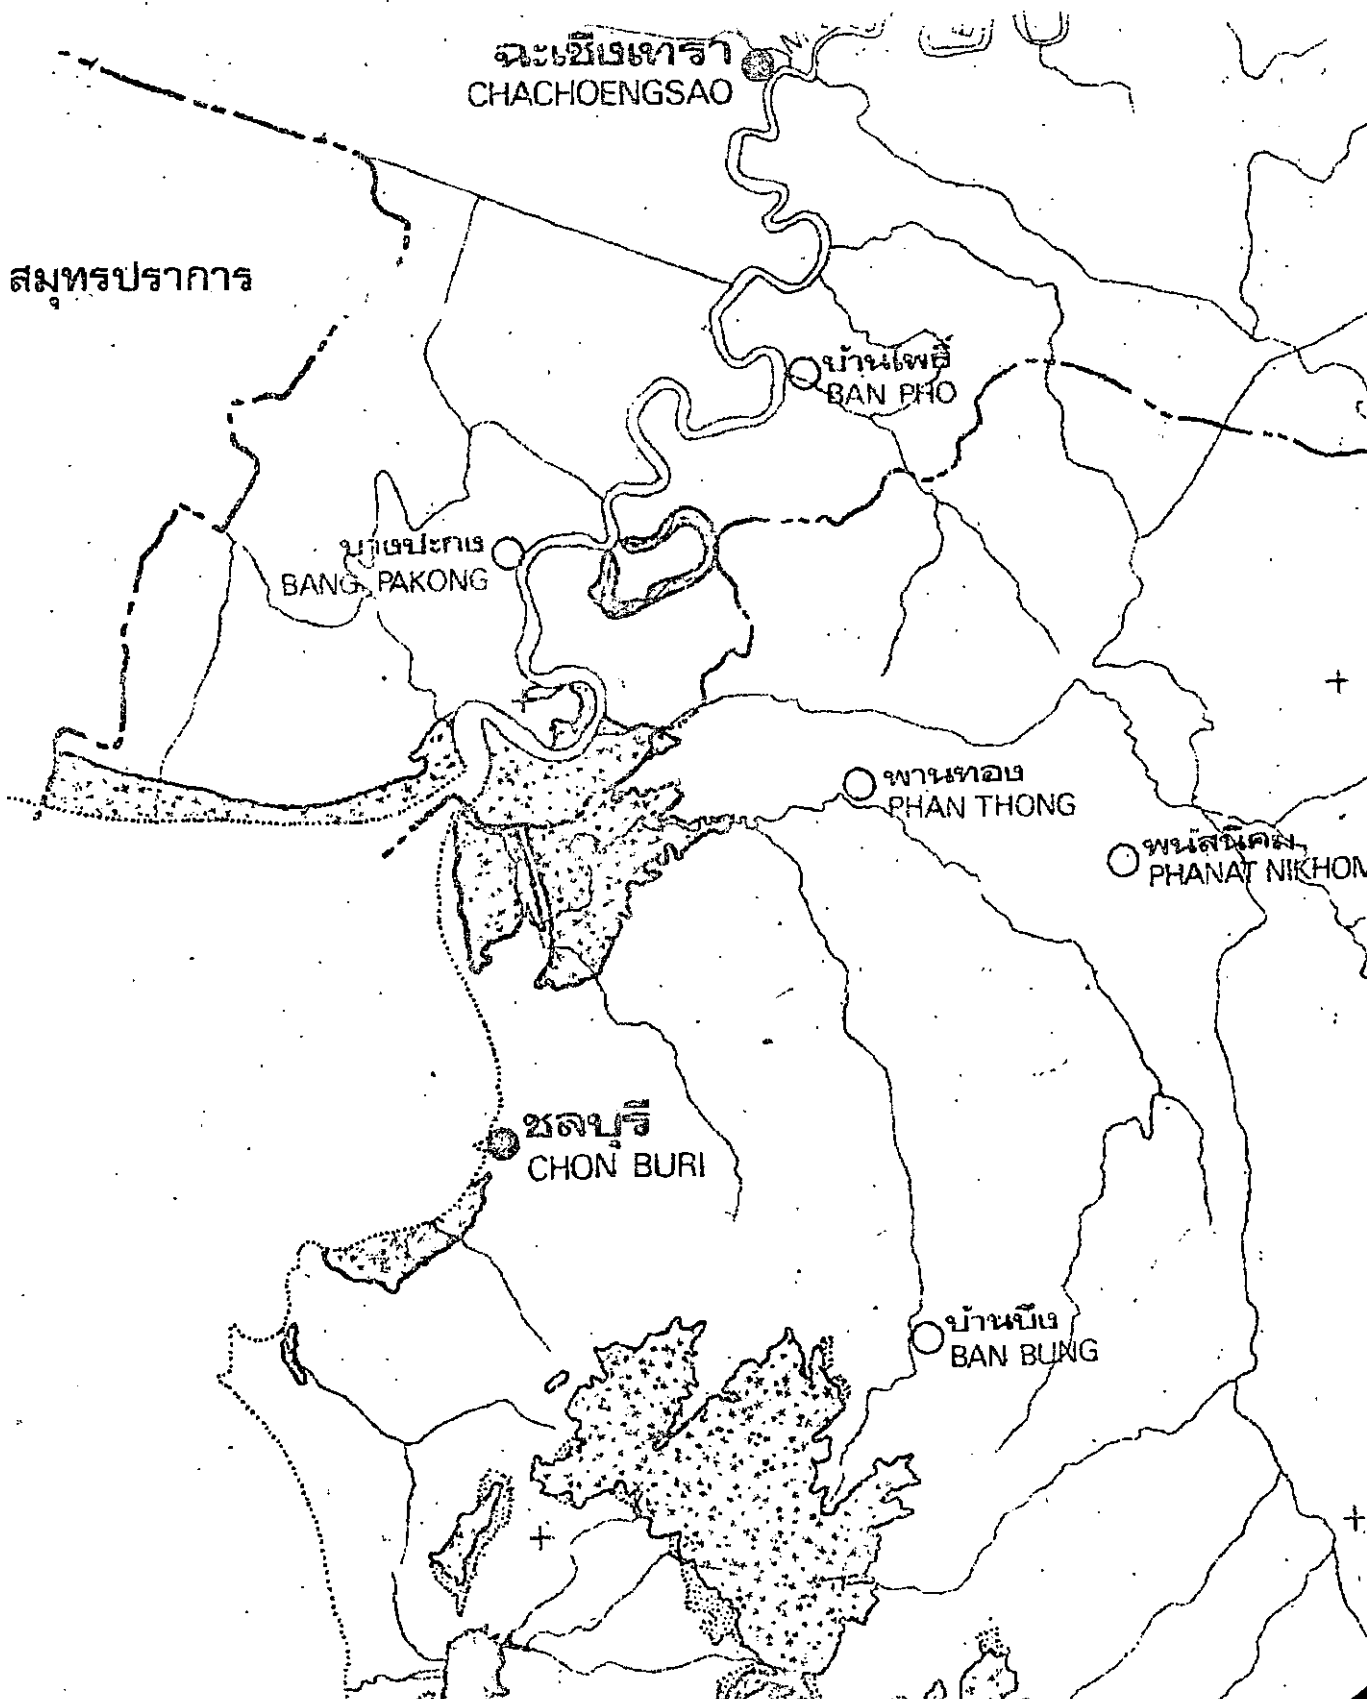 ฉะเชิงเทรา
CHACHOENGSAO
สมุทรปราการ
บ้านโพธิ์
BAN PHO
บางปะกง
BANG PAKONG
พานทอง
PHAN THONG
พนัสนิคม
PHANAT NIKHOM
ชลบุรี
CHON BURI
บ้านบึง
BAN BUNG